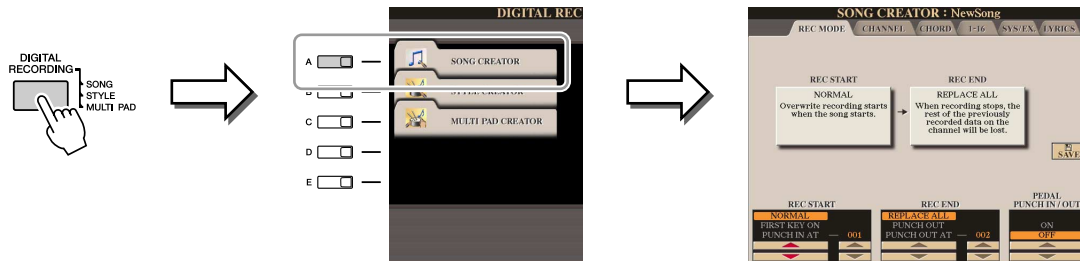 DIGITAL RECORDING
SONG
STYLE
MULTI PAD
DIGITAL REC
A
SONG CREATOR
B
STYLE CREATOR
C
MULTI PAD CREATOR
D
E
SONG CREATOR : NewSong
REC MODE CHANNEL CHORD 1-16 SYS/EX. LYRICS
REC START
NORMAL
Overwrite recording starts
when the song starts.
REC END
REPLACE ALL
When recording stops, the
rest of the previously
recorded data on the
channel will be lost.
SAVE
REC START
NORMAL
FIRST KEY ON
PUNCH IN AT — 001
REC END
REPLACE ALL
PUNCH OUT
PUNCH OUT AT — 002
PEDAL
PUNCH IN / OUT
ON
OFF